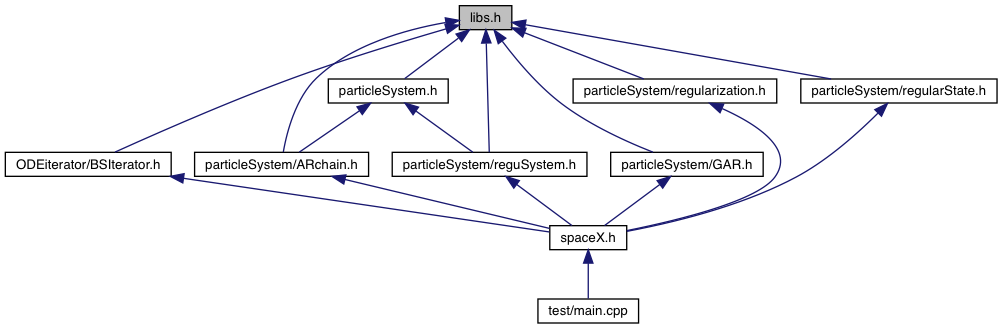 libs.h
particleSystem.h
particleSystem/regularization.h
particleSystem/regularState.h
ODEiterator/BSIterator.h
particleSystem/ARchain.h
particleSystem/reguSystem.h
particleSystem/GAR.h
spaceX.h
test/main.cpp